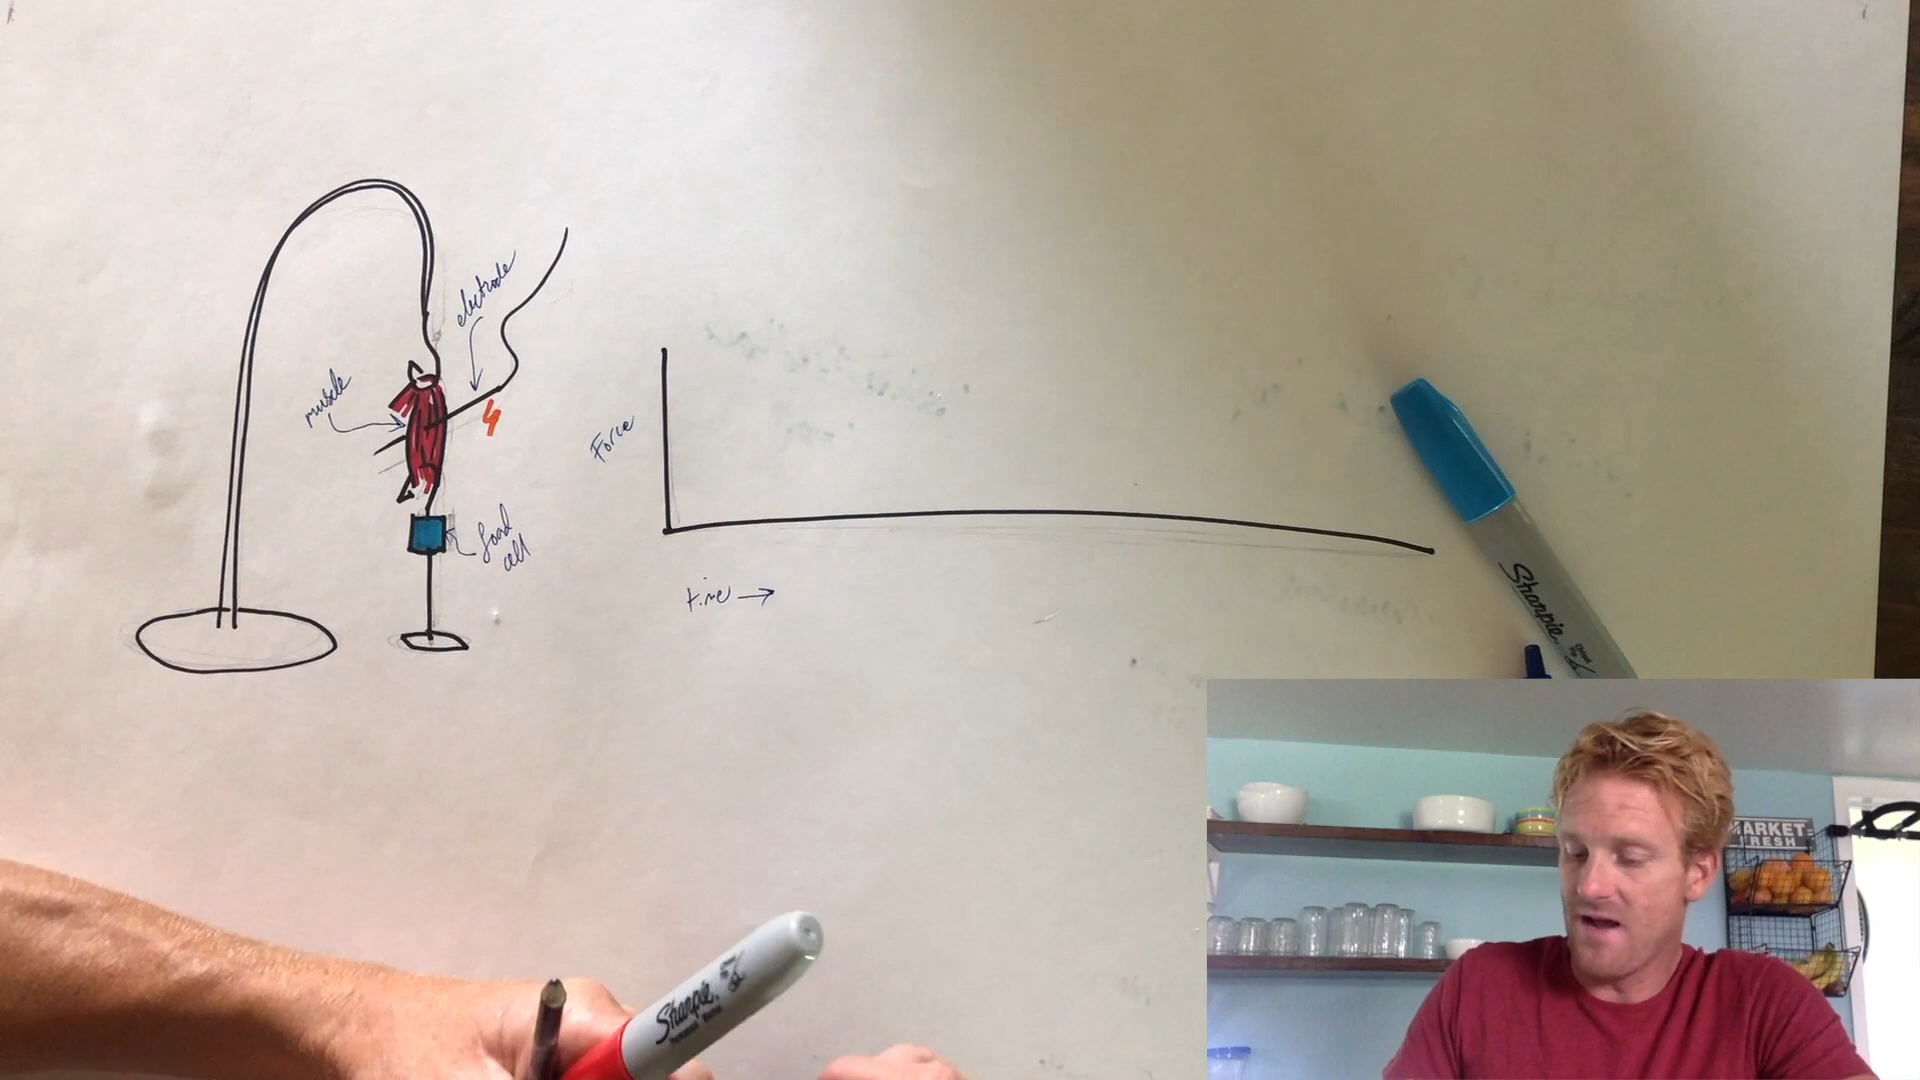 electrode
muscle
Force
load
cell
time →
Sharpie
Sharpie
MARKET
FRESH